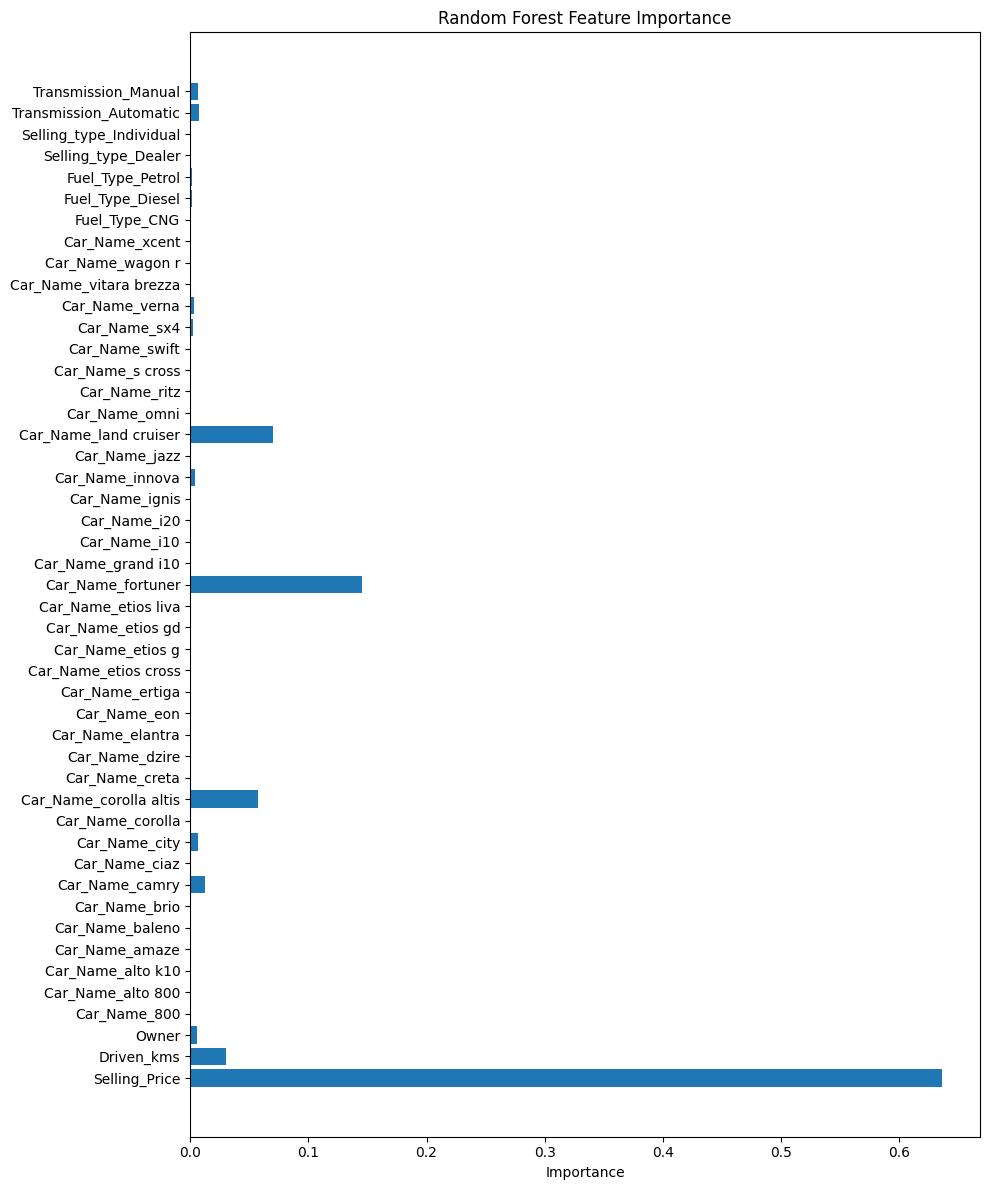 Random Forest Feature Importance
Transmission_Manual
Transmission_Automatic
Selling_type_Individual
Selling_type_Dealer
Fuel_Type_Petrol
Fuel_Type_Diesel
Fuel_Type_CNG
Car_Name_xcent
Car_Name_wagon r
Car_Name_vitara brezza
Car_Name_verna
Car_Name_sx4
Car_Name_swift
Car_Name_s cross
Car_Name_ritz
Car_Name_omni
Car_Name_land cruiser
Car_Name_jazz
Car_Name_innova
Car_Name_ignis
Car_Name_i20
Car_Name_i10
Car_Name_grand i10
Car_Name_fortuner
Car_Name_etios liva
Car_Name_etios gd
Car_Name_etios g
Car_Name_etios cross
Car_Name_ertiga
Car_Name_eon
Car_Name_elantra
Car_Name_dzire
Car_Name_creta
Car_Name_corolla altis
Car_Name_corolla
Car_Name_city
Car_Name_ciaz
Car_Name_camry
Car_Name_brio
Car_Name_baleno
Car_Name_amaze
Car_Name_alto k10
Car_Name_alto 800
Car_Name_800
Owner
Driven_kms
Selling_Price
0.0 0.1 0.2 0.3 0.4 0.5 0.6
Importance